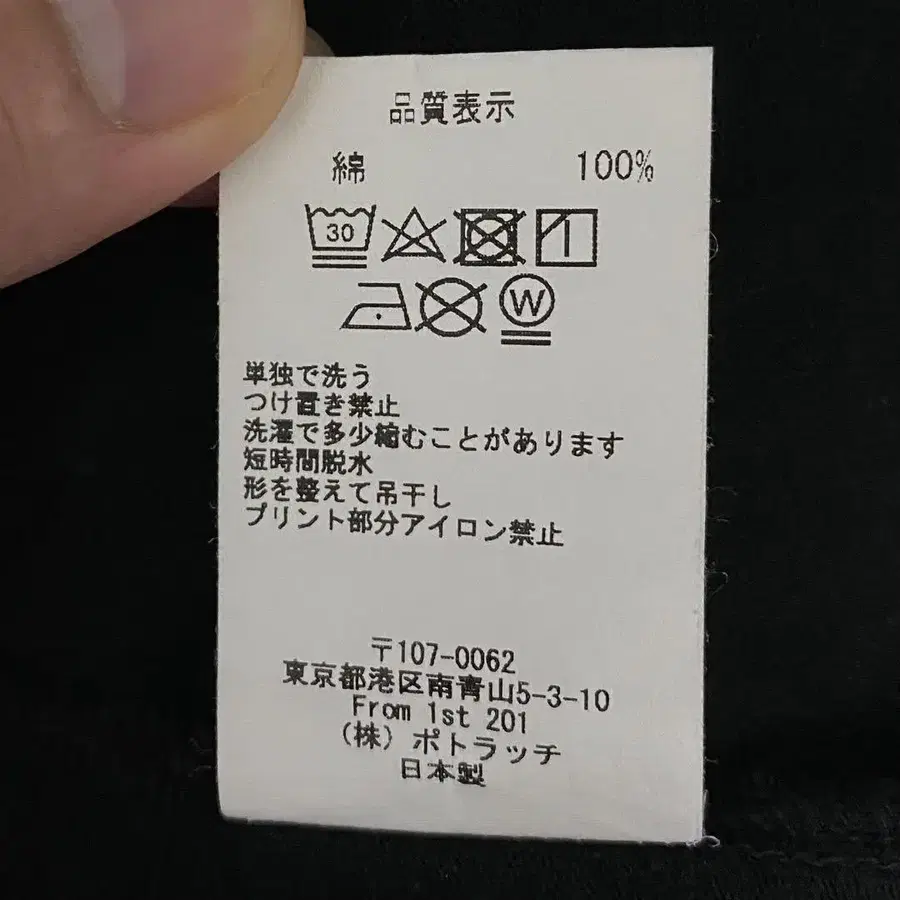 品質表示
綿 100%
30
W
単独で洗う
つけ置き禁止
洗濯で多少縮むことがあります
短時間脱水
形を整えて吊干し
プリント部分アイロン禁止
〒107-0062
東京都港区南青山5-3-10
From 1st 201
(株)ポトラッチ
日本製